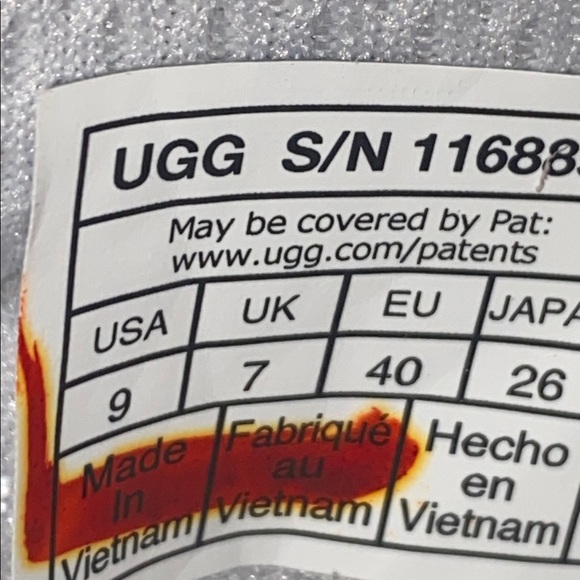 UGG S/N 11688
May be covered by Pat:
www.ugg.com/patents
USA UK EU
9 7 40 26
Made Fabriqué Hecho
In au en
Vietnam Vietnam Vietnam